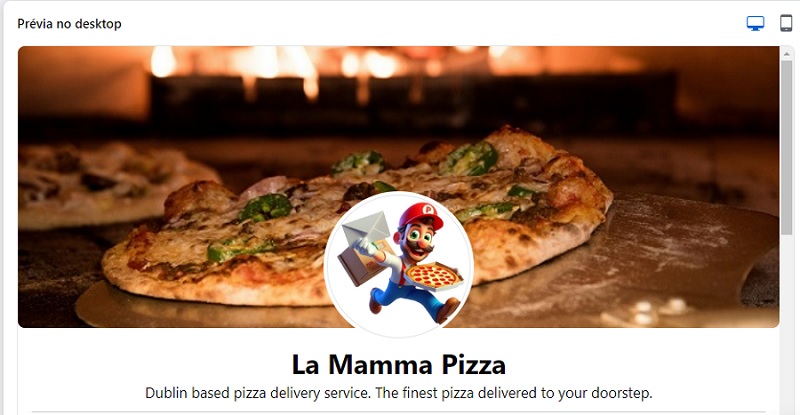 Prévia no desktop
P
La Mamma Pizza
Dublin based pizza delivery service. The finest pizza delivered to your doorstep.